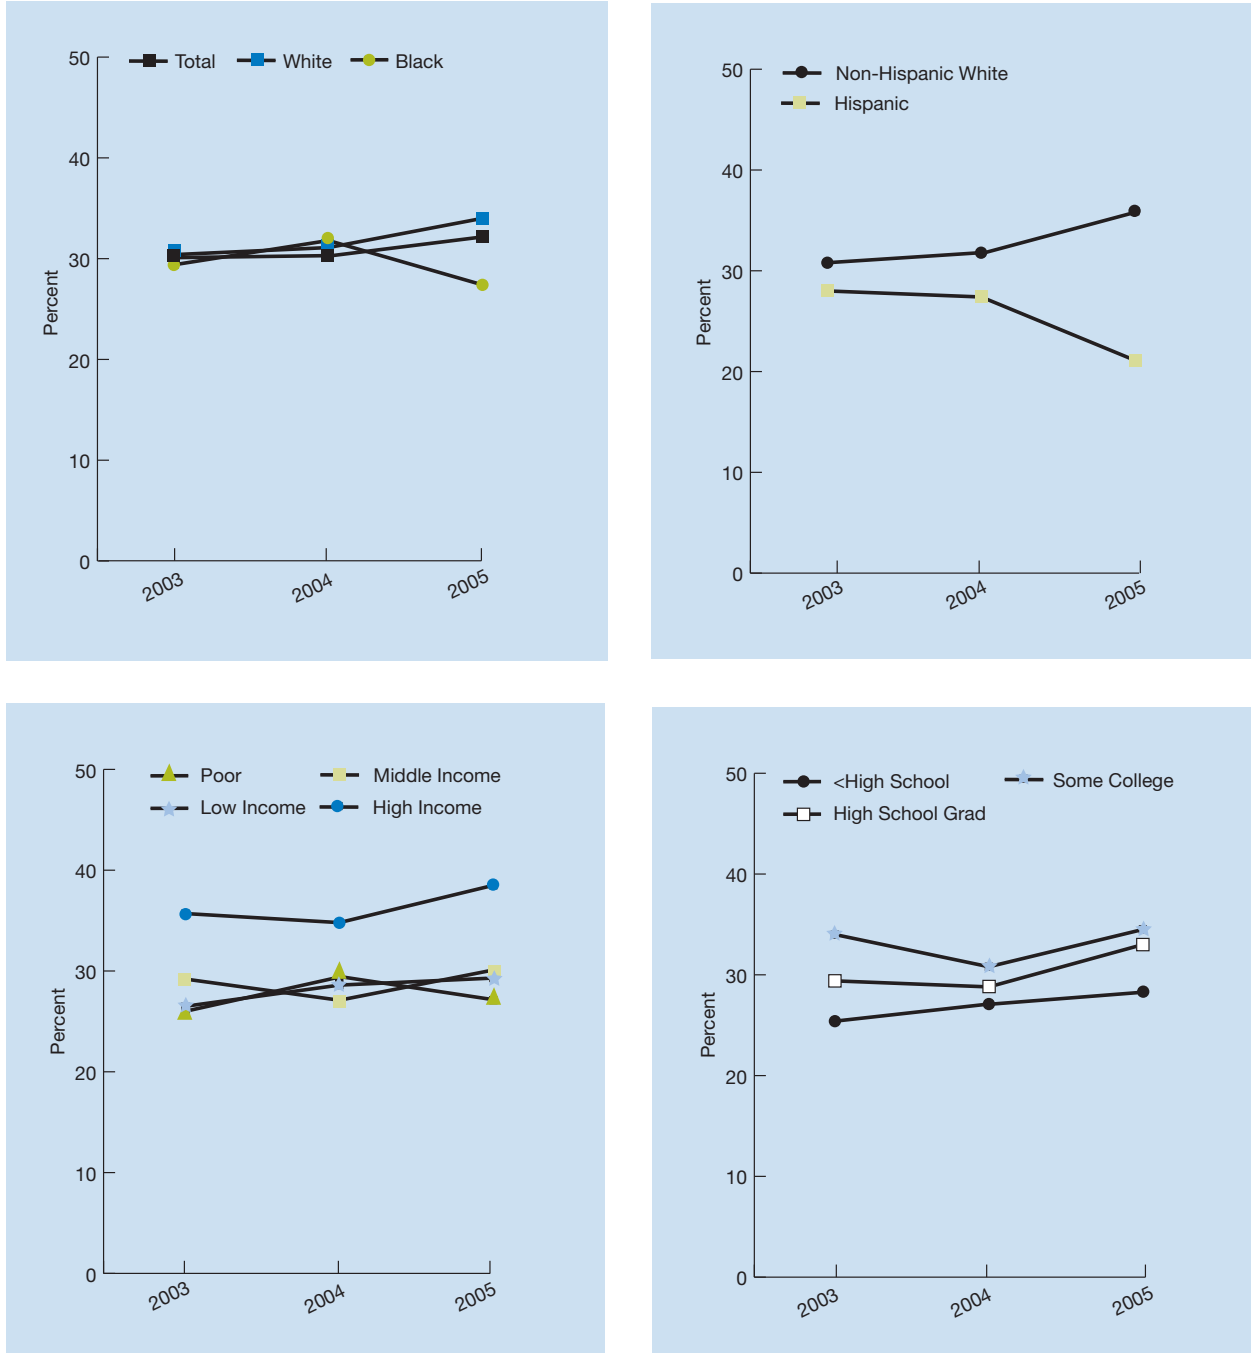 Total White Black
50
40
30
20
10
0
Percent
2003 2004 2005
Non-Hispanic White
Hispanic
50
40
30
20
10
0
Percent
2003 2004 2005
Poor Middle Income
Low Income High Income
50
40
30
20
10
0
Percent
2003 2004 2005
<High School Some College
High School Grad
50
40
30
20
10
0
Percent
2003 2004 2005